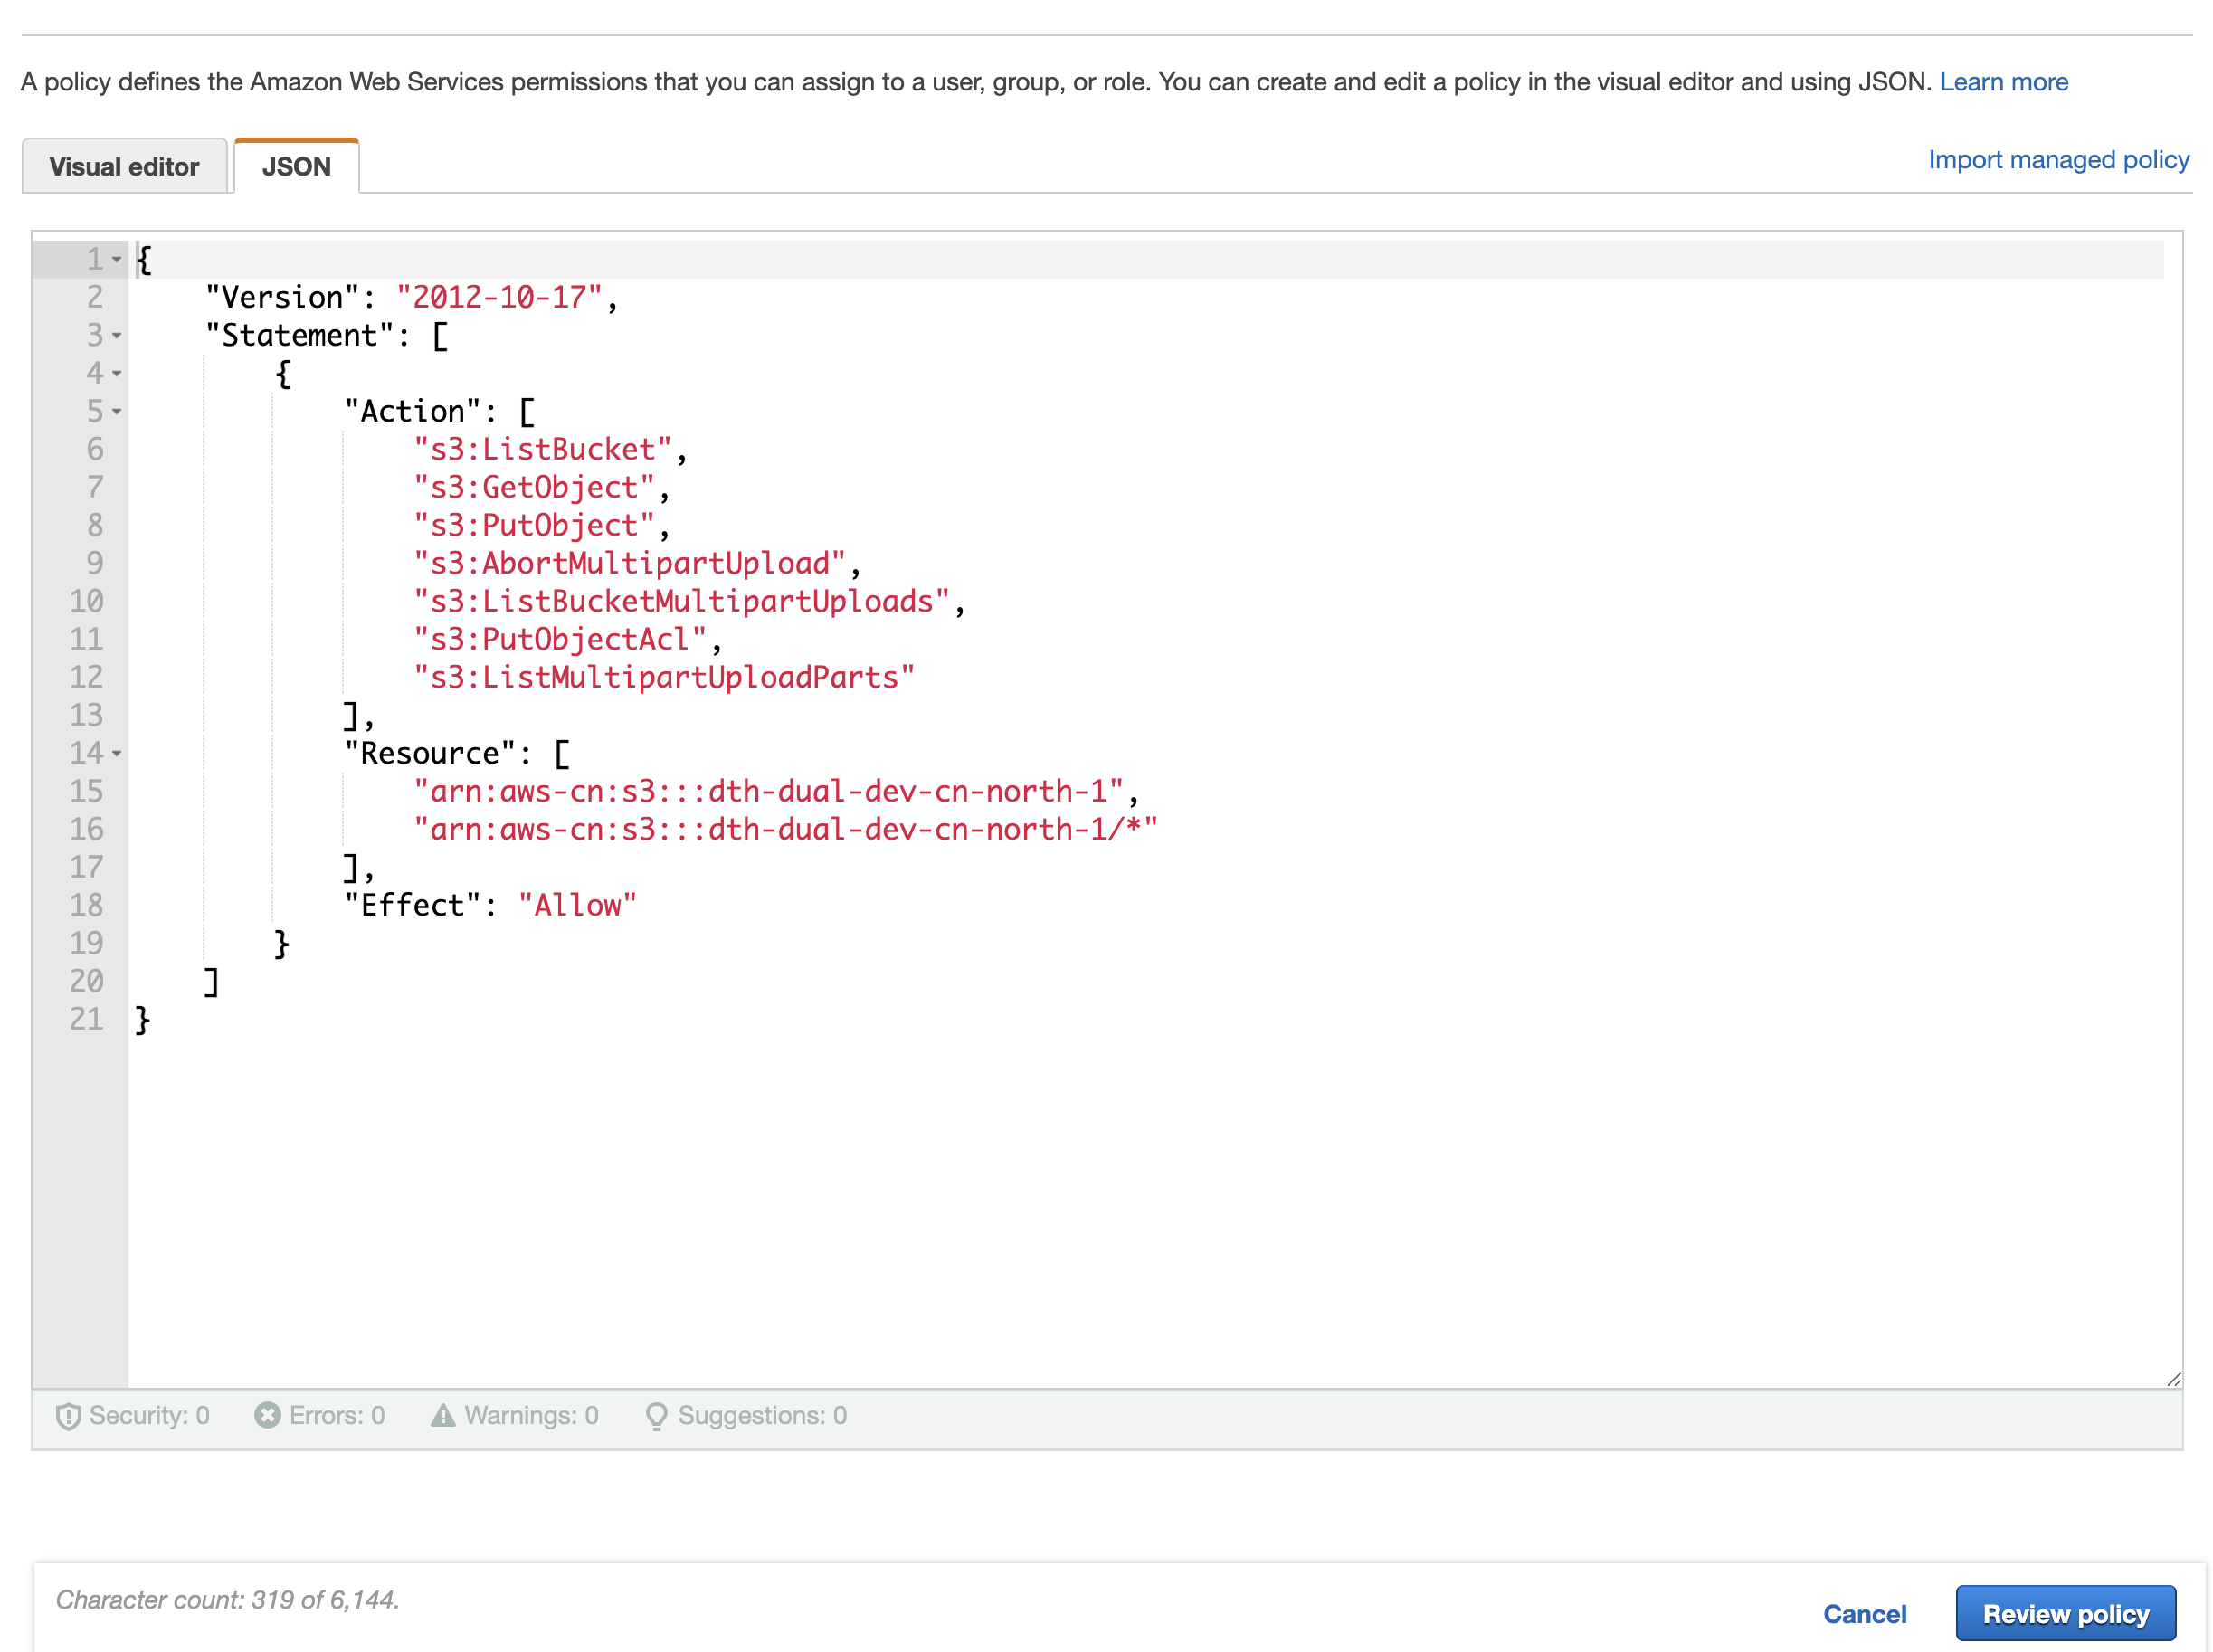 A policy defines the Amazon Web Services permissions that you can assign to a user, group, or role. You can create and edit a policy in the visual editor and using JSON. Learn more
Visual editor
JSON
Import managed policy
1 {
2     "Version": "2012-10-17",
3     "Statement": [
4         {
5             "Action": [
6                 "s3:ListBucket",
7                 "s3:GetObject",
8                 "s3:PutObject",
9                 "s3:AbortMultipartUpload",
10                 "s3:ListBucketMultipartUploads",
11                 "s3:PutObjectAcl",
12                 "s3:ListMultipartUploadParts"
13             ],
14             "Resource": [
15                 "arn:aws-cn:s3:::dth-dual-dev-cn-north-1",
16                 "arn:aws-cn:s3:::dth-dual-dev-cn-north-1/*"
17             ],
18             "Effect": "Allow"
19         }
20     ]
21 }
Security: 0 Errors: 0 Warnings: 0 Suggestions: 0
Character count: 319 of 6,144.
Cancel
Review policy